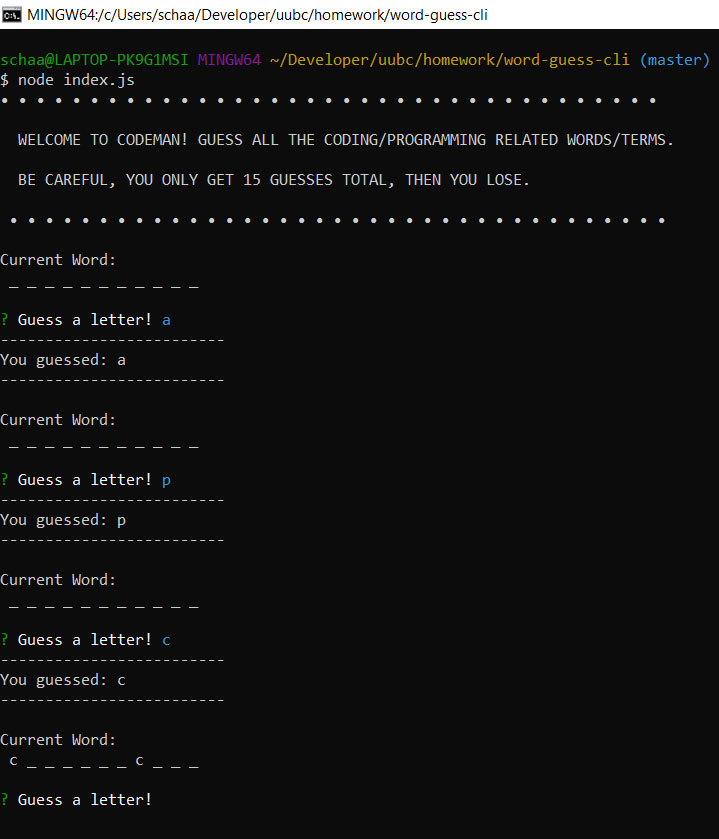 MINGW64:/c/Users/schaa/Developer/uubc/homework/word-guess-cli
schaa@LAPTOP-PK9G1MSI MINGW64 ~/Developer/uubc/homework/word-guess-cli (master)
$ node index.js
• • • • • • • • • • • • • • • • • • • • • • • • • • • • • • • • • • • • •
WELCOME TO CODEMAN! GUESS ALL THE CODING/PROGRAMMING RELATED WORDS/TERMS.
BE CAREFUL, YOU ONLY GET 15 GUESSES TOTAL, THEN YOU LOSE.
• • • • • • • • • • • • • • • • • • • • • • • • • • • • • • • • • • • • •
Current Word:
_ _ _ _ _ _ _ _ _ _ _
? Guess a letter! a
-------------------------
You guessed: a
-------------------------
Current Word:
_ _ _ _ _ _ _ _ _ _ _
? Guess a letter! p
-------------------------
You guessed: p
-------------------------
Current Word:
_ _ _ _ _ _ _ _ _ _ _
? Guess a letter! c
-------------------------
You guessed: c
-------------------------
Current Word:
c _ _ _ _ _ _ c _ _ _
? Guess a letter!